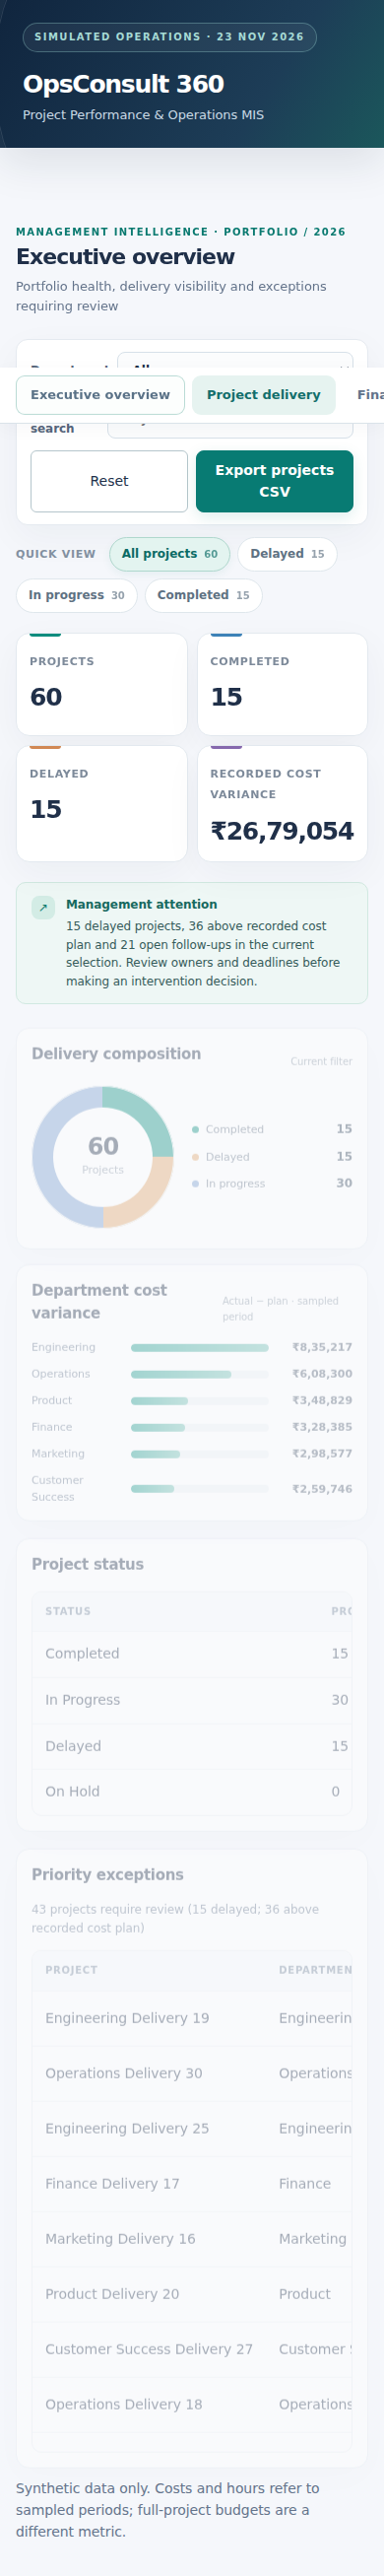 SIMULATED OPERATIONS · 23 NOV 2026
OpsConsult 360
Project Performance & Operations MIS
MANAGEMENT INTELLIGENCE · PORTFOLIO / 2026
Executive overview
Portfolio health, delivery visibility and exceptions
requiring review
Executive overview
Project delivery
search
Reset
Export projects
CSV
QUICK VIEW
All projects 60
Delayed 15
In progress 30
Completed 15
PROJECTS
60
COMPLETED
15
DELAYED
15
RECORDED COST
VARIANCE
₹26,79,054
↗
Management attention
15 delayed projects, 36 above recorded cost
plan and 21 open follow-ups in the current
selection. Review owners and deadlines before
making an intervention decision.
Delivery composition
Current filter
60
Projects
Completed 15
Delayed 15
In progress 30
Department cost
variance
Actual − plan · sampled
period
Engineering ₹8,35,217
Operations ₹6,08,300
Product ₹3,48,829
Finance ₹3,28,385
Marketing ₹2,98,577
Customer
Success ₹2,59,746
Project status
STATUS PRO
Completed 15
In Progress 30
Delayed 15
On Hold 0
Priority exceptions
43 projects require review (15 delayed; 36 above
recorded cost plan)
PROJECT DEPARTMEN
Engineering Delivery 19 Engineerin
Operations Delivery 30 Operations
Engineering Delivery 25 Engineerin
Finance Delivery 17 Finance
Marketing Delivery 16 Marketing
Product Delivery 20 Product
Customer Success Delivery 27 Customer
Operations Delivery 18 Operations
Synthetic data only. Costs and hours refer to
sampled periods; full-project budgets are a
different metric.